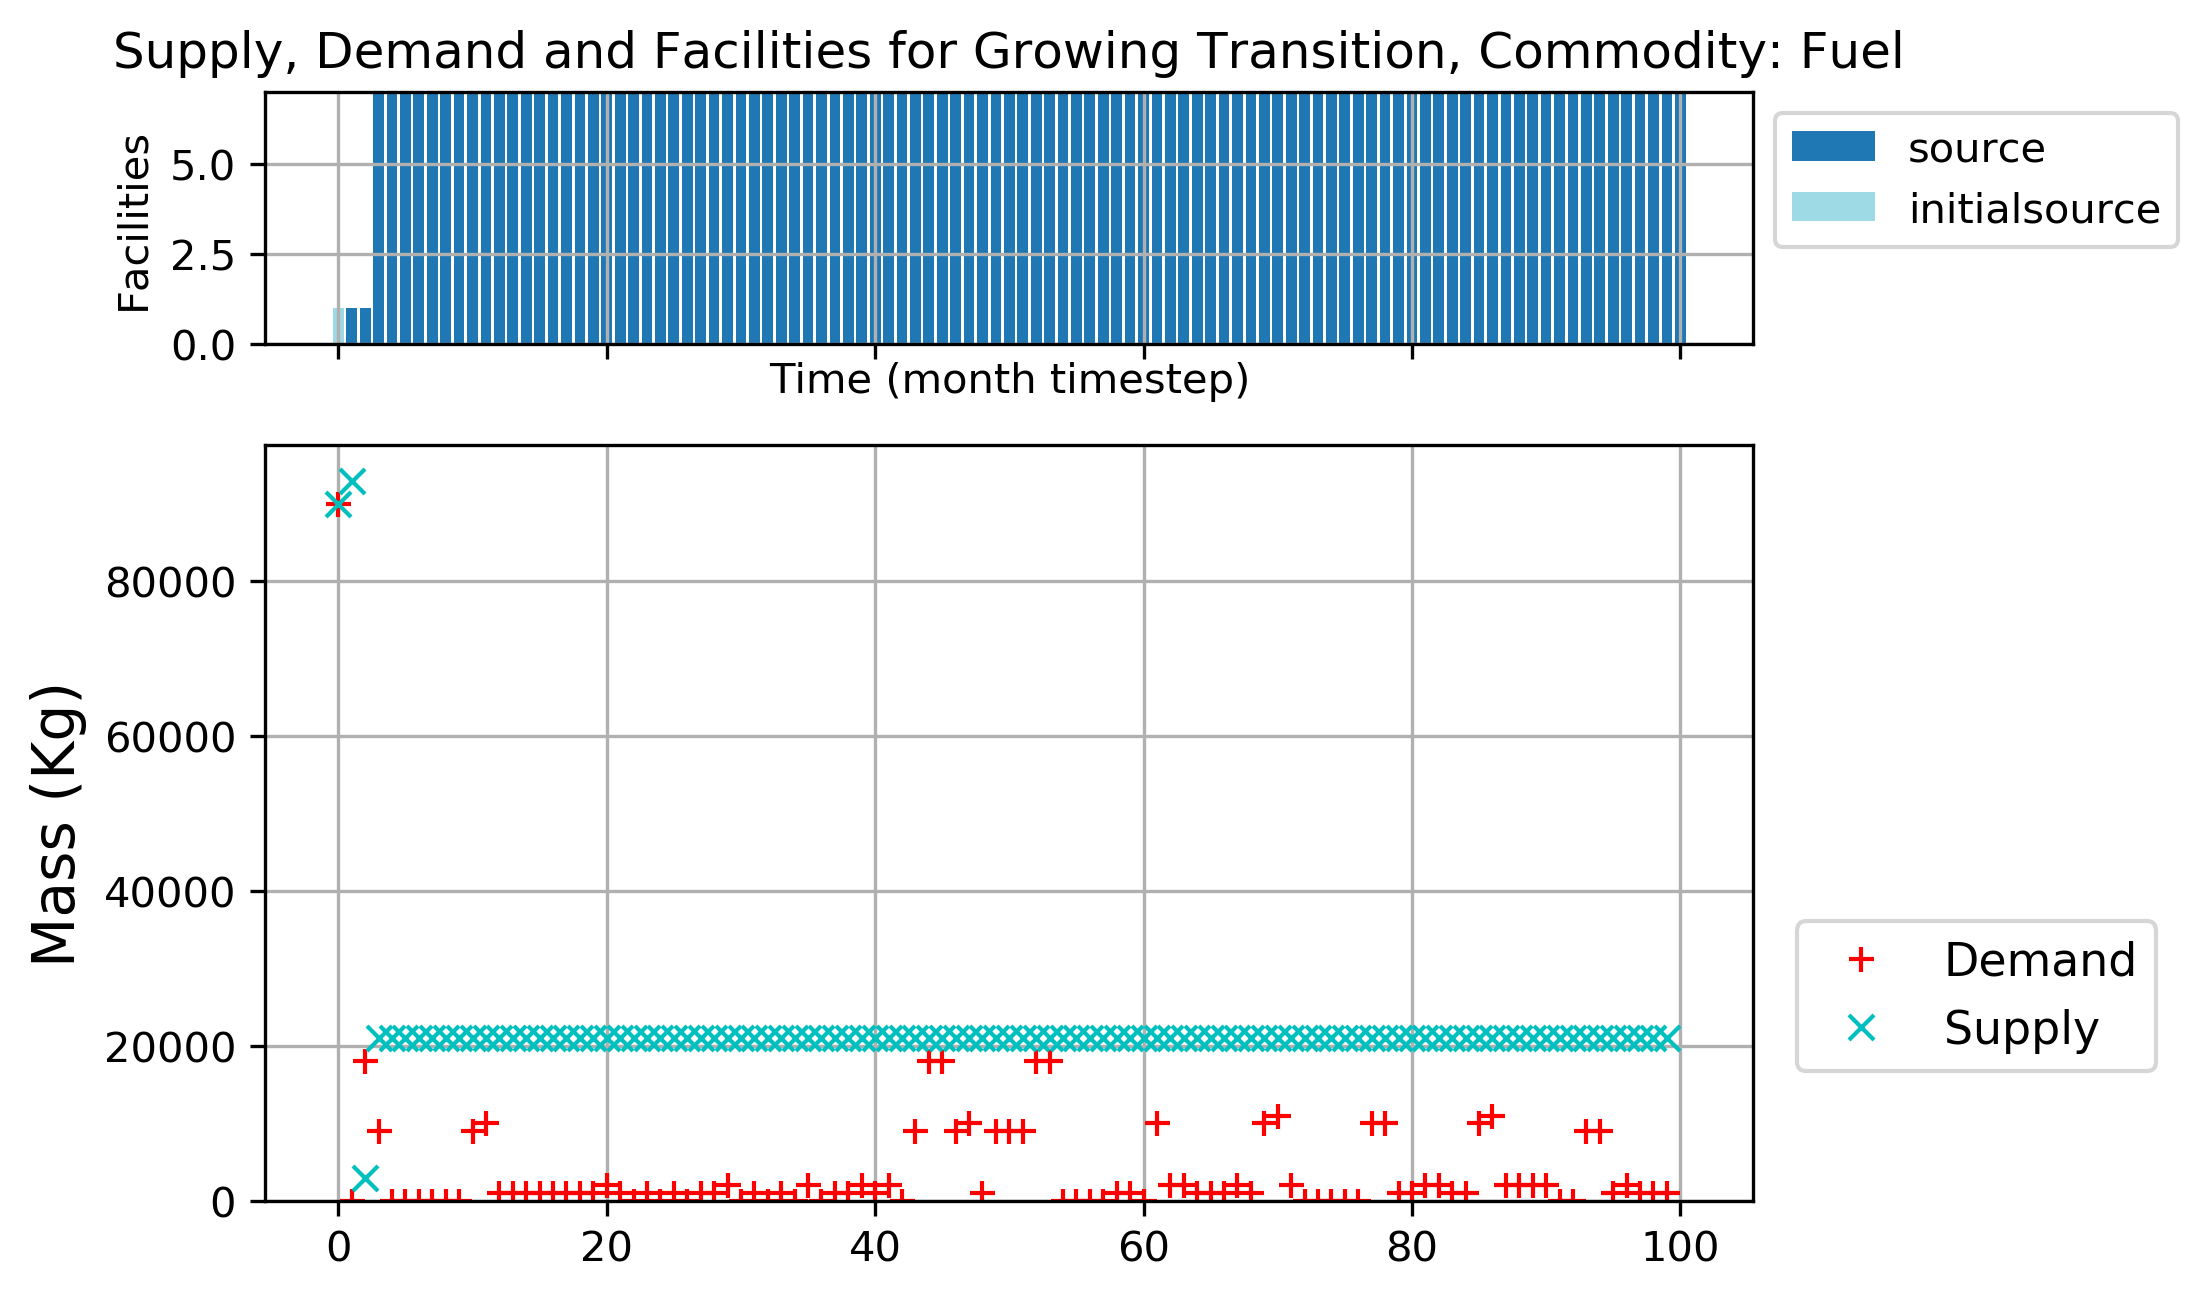 Supply, Demand and Facilities for Growing Transition, Commodity: Fuel
Facilities
5.0
2.5
0.0
source
initialsource
Time (month timestep)
Mass (Kg)
80000
60000
40000
20000
0
0 20 40 60 80 100
Demand
Supply